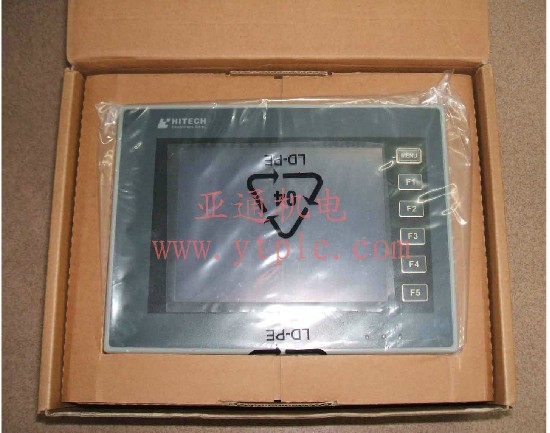 HITECH
LD-PE
04
MENU
F1
F2
F3
F4
F5
亚通机电
www.ytplc.com
LD-PE